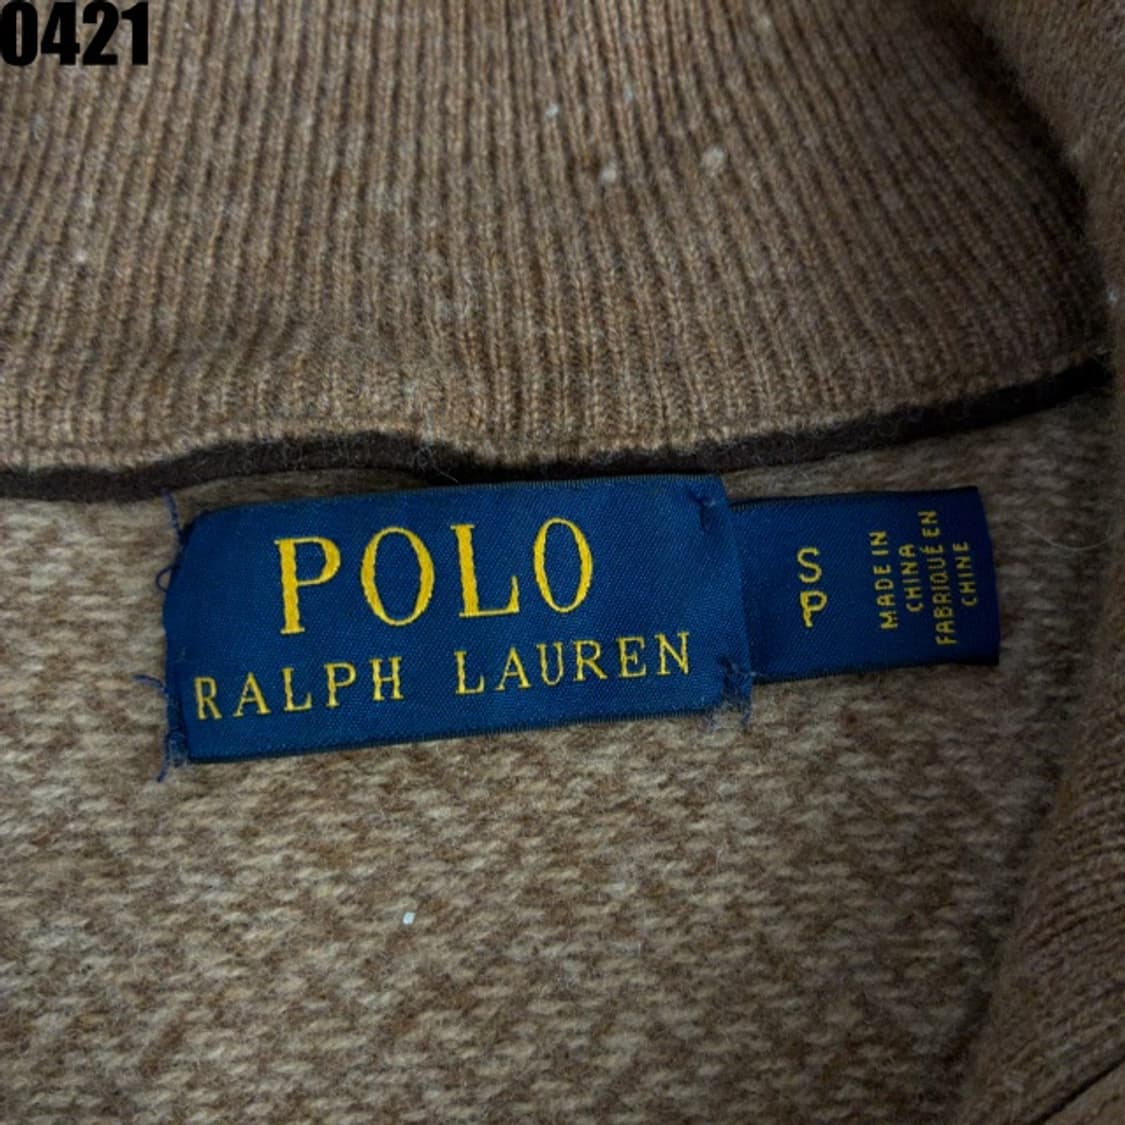 0421
POLO
RALPH LAUREN
S
P
MADE IN
CHINA
FABRIQUÉ EN
CHINE